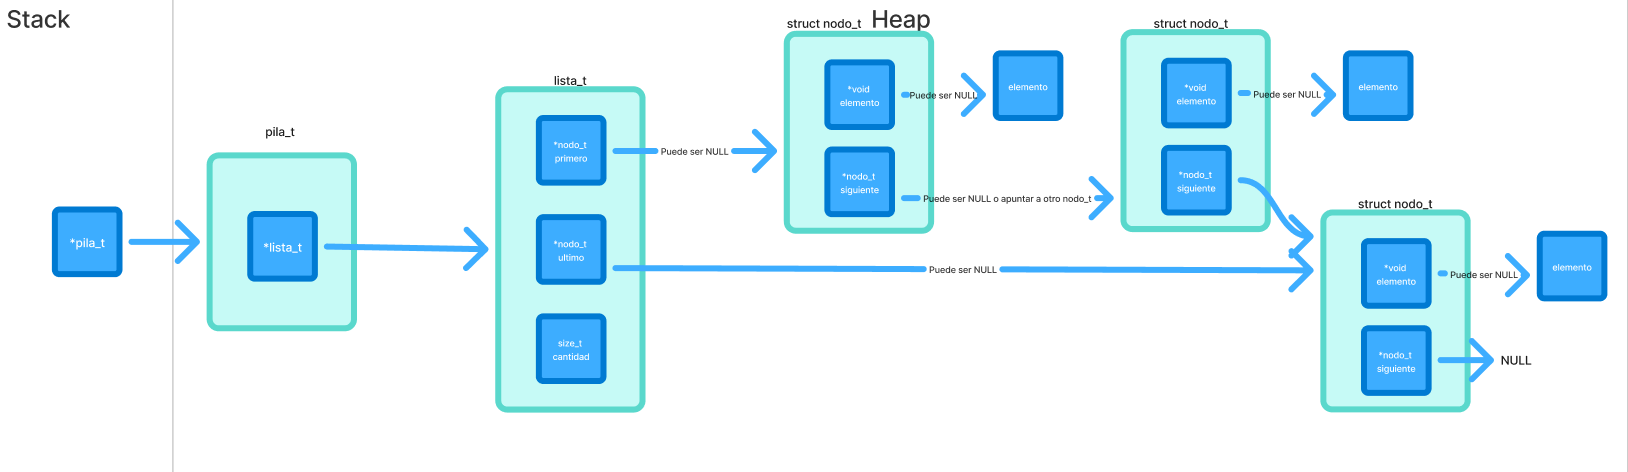 Stack
Heap
*pila_t
pila_t
*lista_t
lista_t
*nodo_t
primero
*nodo_t
ultimo
size_t
cantidad
Puede ser NULL
Puede ser NULL
struct nodo_t
*void
elemento
*nodo_t
siguiente
Puede ser NULL
elemento
Puede ser NULL o apuntar a otro nodo_t
struct nodo_t
*void
elemento
*nodo_t
siguiente
Puede ser NULL
elemento
struct nodo_t
*void
elemento
*nodo_t
siguiente
Puede ser NULL
elemento
NULL